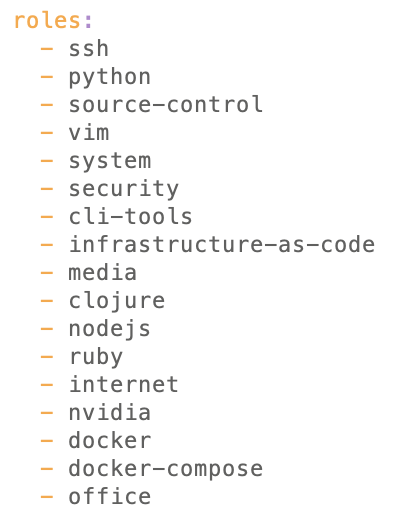 roles:
  - ssh
  - python
  - source-control
  - vim
  - system
  - security
  - cli-tools
  - infrastructure-as-code
  - media
  - clojure
  - nodejs
  - ruby
  - internet
  - nvidia
  - docker
  - docker-compose
  - office